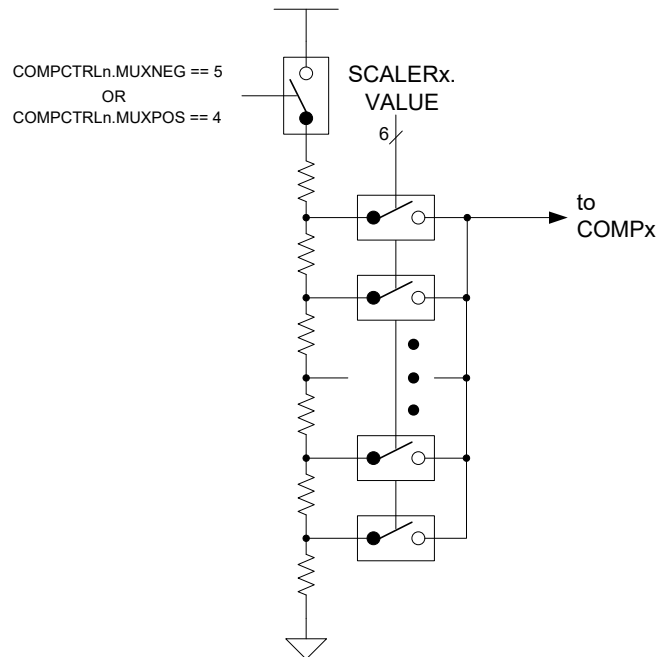 COMPCTRLn.MUXNEG == 5
OR
COMPCTRLn.MUXPOS == 4
SCALERx.
VALUE
6
to
COMPx